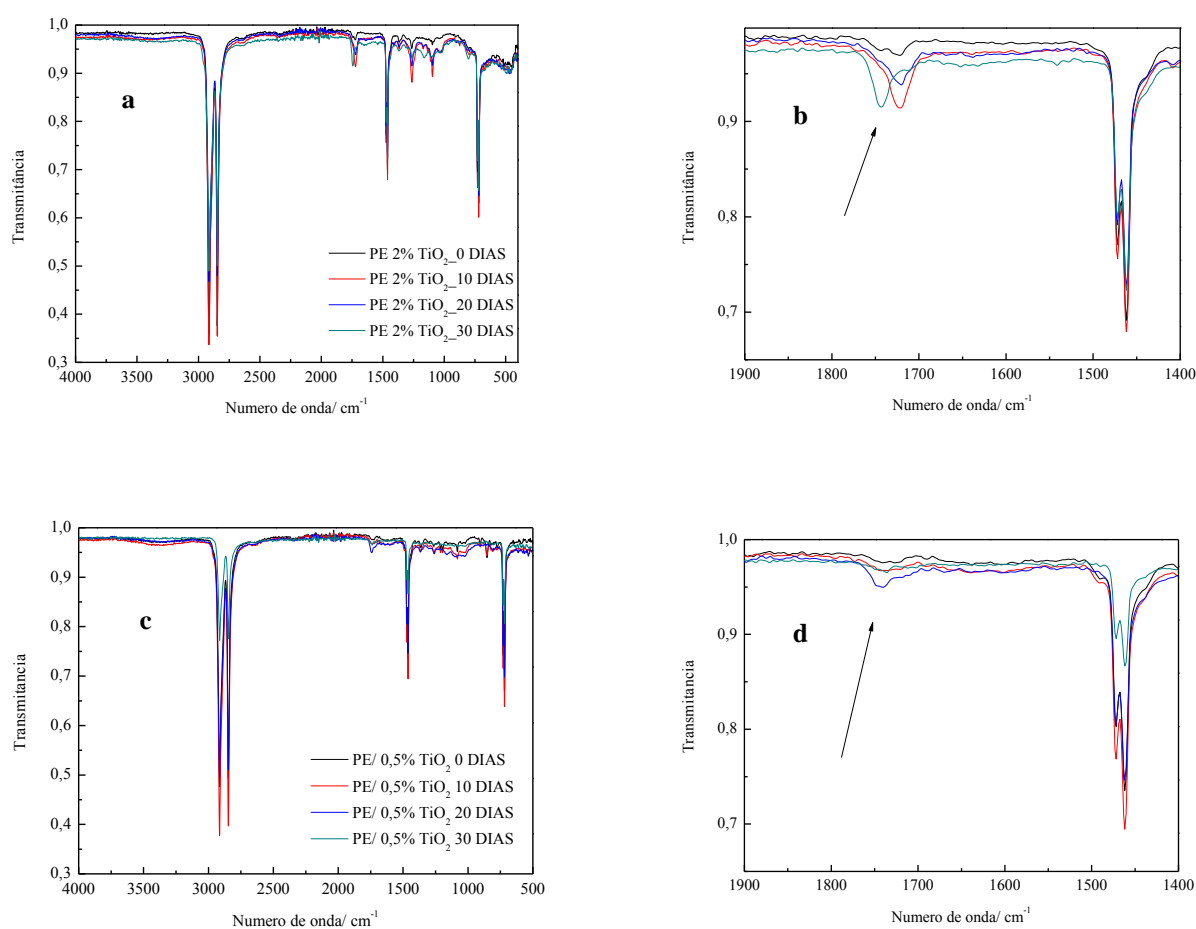 a
1,0
0,9
0,8
0,7
0,6
0,5
0,4
0,3
Transmitância
PE 2% TiO₂_0 DIAS
PE 2% TiO₂_10 DIAS
PE 2% TiO₂_20 DIAS
PE 2% TiO₂_30 DIAS
4000 3500 3000 2500 2000 1500 1000 500
Numero de onda/ cm⁻¹
b
0,9
0,8
0,7
Transmitância
1900 1800 1700 1600 1500 1400
Numero de onda/ cm⁻¹
c
1,0
0,9
0,8
0,7
0,6
0,5
0,4
0,3
Transmitancia
PE/ 0,5% TiO₂ 0 DIAS
PE/ 0,5% TiO₂ 10 DIAS
PE/ 0,5% TiO₂ 20 DIAS
PE/ 0,5% TiO₂ 30 DIAS
4000 3500 3000 2500 2000 1500 1000 500
Numero de onda/ cm⁻¹
d
1,0
0,9
0,8
0,7
Transmitancia
1900 1800 1700 1600 1500 1400
Numero de onda/ cm⁻¹